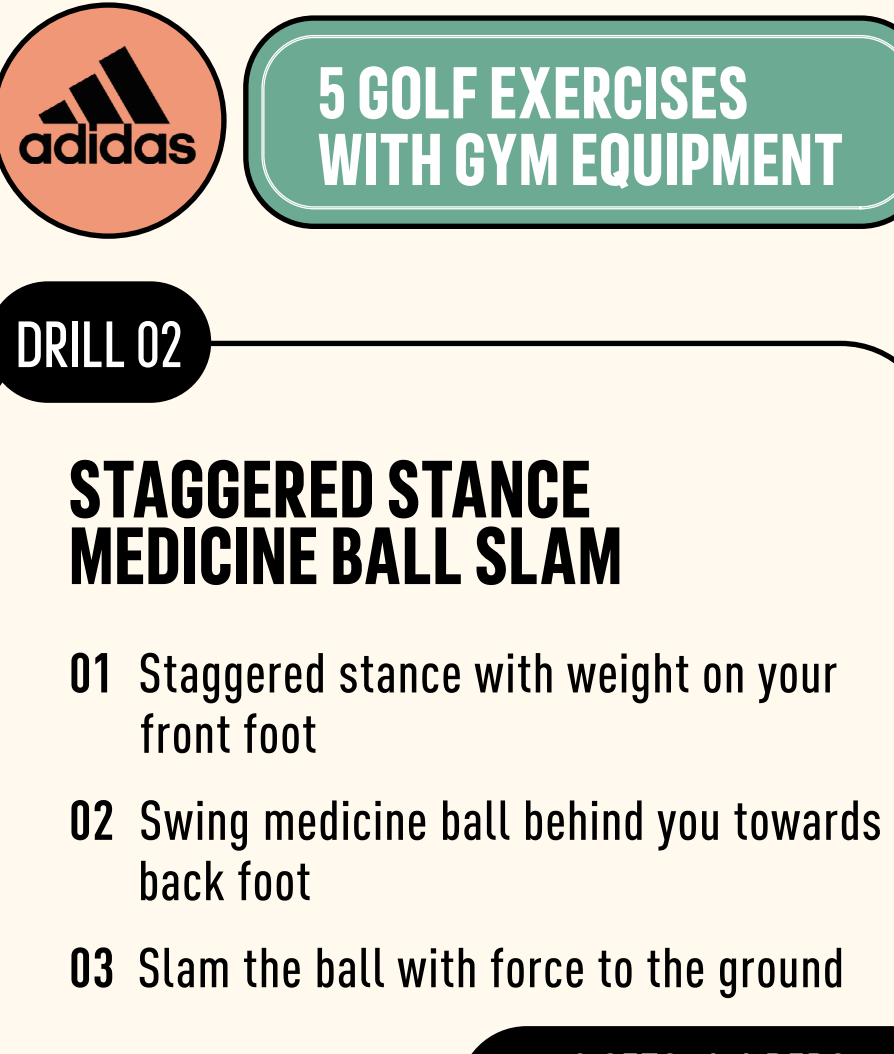 adidas
5 GOLF EXERCISES
WITH GYM EQUIPMENT
DRILL 02
STAGGERED STANCE
MEDICINE BALL SLAM
01 Staggered stance with weight on your
front foot
02 Swing medicine ball behind you towards
back foot
03 Slam the ball with force to the ground